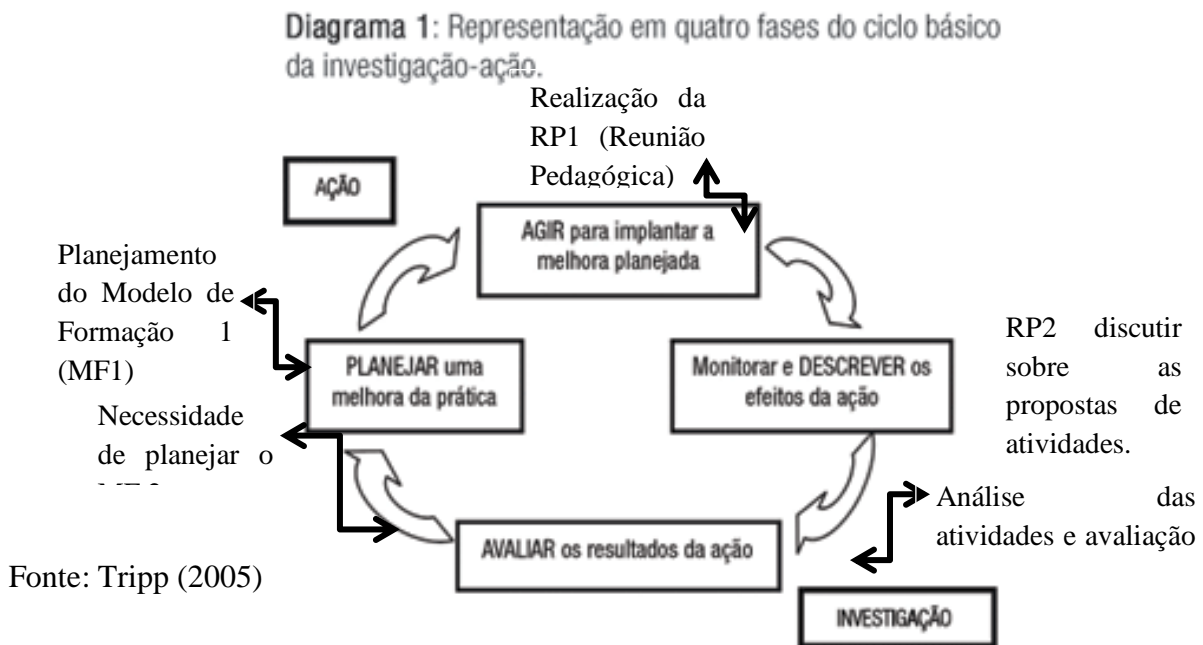 Diagrama 1: Representação em quatro fases do ciclo básico
da investigação-ação.
Realização da
RP1 (Reunião
Pedagógica)
AÇÃO
AGIR para implantar a
melhora planejada
Planejamento
do Modelo de
Formação 1
(MF1)
PLANEJAR uma
melhora da prática
Monitorar e DESCREVER os
efeitos da ação
RP2 discutir
sobre as
propostas de
atividades.
Necessidade
de planejar o
Análise das
atividades e avaliação
AVALIAR os resultados da ação
Fonte: Tripp (2005)
INVESTIGAÇÃO